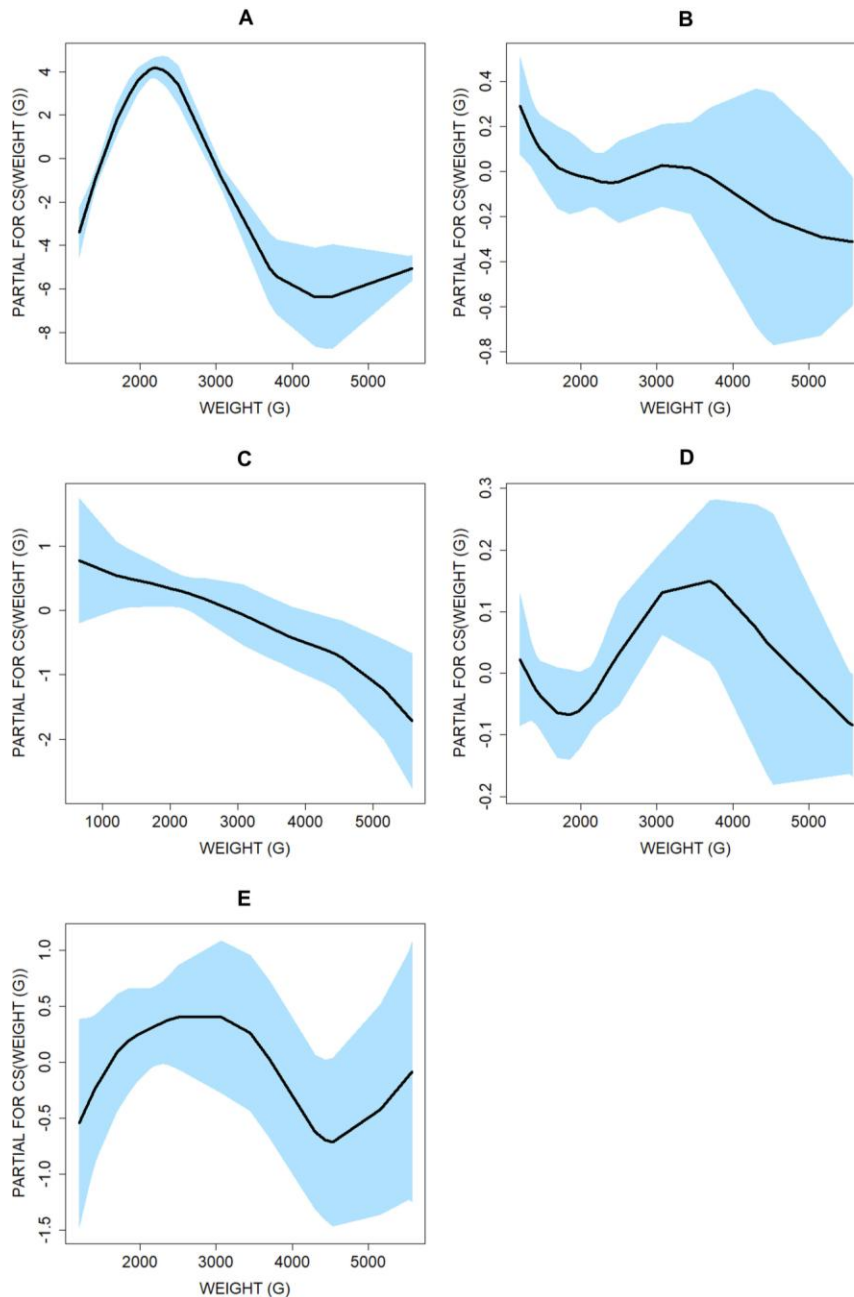 A
PARTIAL FOR CS(WEIGHT (G))
4
2
0
-2
-4
-6
-8
2000 3000 4000 5000
WEIGHT (G)
B
PARTIAL FOR CS(WEIGHT (G))
0.4
0.2
0.0
-0.2
-0.4
-0.6
-0.8
2000 3000 4000 5000
WEIGHT (G)
C
PARTIAL FOR CS(WEIGHT (G))
1
0
-1
-2
1000 2000 3000 4000 5000
WEIGHT (G)
D
PARTIAL FOR CS(WEIGHT (G))
0.3
0.2
0.1
0.0
-0.1
-0.2
2000 3000 4000 5000
WEIGHT (G)
E
PARTIAL FOR CS(WEIGHT (G))
1.0
0.5
0.0
-0.5
-1.0
-1.5
2000 3000 4000 5000
WEIGHT (G)